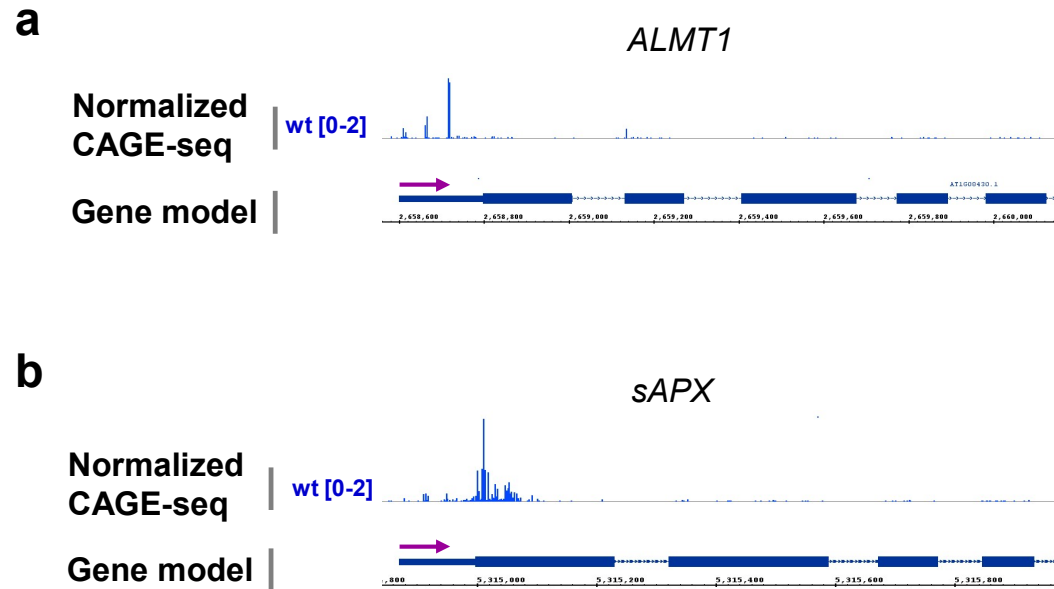 a
ALMT1
Normalized
CAGE-seq
wt [0-2]
AT1G08430.1
Gene model
2,658,600 2,658,800 2,659,000 2,659,200 2,659,400 2,659,600 2,659,800 2,660,000
b
sAPX
Normalized
CAGE-seq
wt [0-2]
Gene model
,800 5,315,000 5,315,200 5,315,400 5,315,600 5,315,800